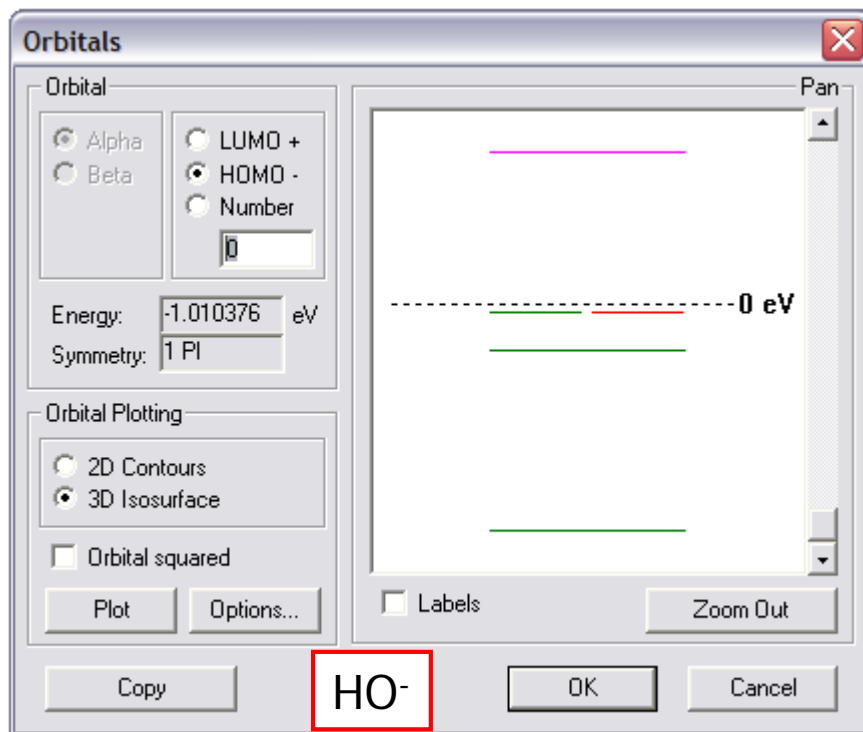 Orbitals
Orbital
Alpha
Beta
LUMO +
HOMO -
Number
0
Energy: -1.010376 eV
Symmetry: 1 PI
Orbital Plotting
2D Contours
3D Isosurface
Orbital squared
Plot
Options...
Pan
0 eV
Labels
Zoom Out
Copy
HO⁻
OK
Cancel